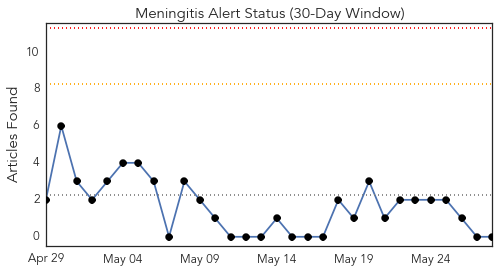 Meningitis Alert Status (30-Day Window)
Articles Found
10
8
6
4
2
0
Apr 29
May 04
May 09
May 14
May 19
May 24